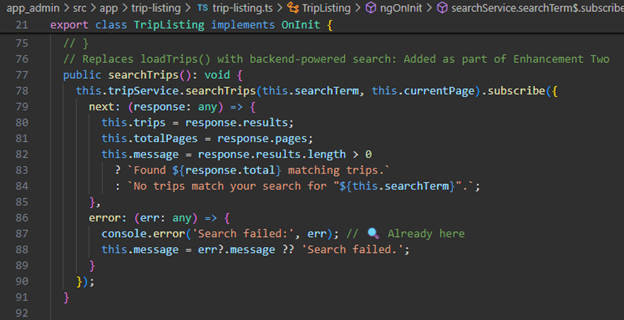 app_admin > src > app > trip-listing > TS trip-listing.ts > TripListing > ngOnInit > searchService.searchTerm$.subscribe
21 export class TripListing implements OnInit {
75 // }
76 // Replaces loadTrips() with backend-powered search: Added as part of Enhancement Two
77 public searchTrips(): void {
78 this.tripService.searchTrips(this.searchTerm, this.currentPage).subscribe({
79 next: (response: any) => {
80 this.trips = response.results;
81 this.totalPages = response.pages;
82 this.message = response.results.length > 0
83 ? `Found ${response.total} matching trips.`
84 : `No trips match your search for "${this.searchTerm}".`;
85 },
86 error: (err: any) => {
87 console.error('Search failed:', err); // 🔍 Already here
88 this.message = err?.message ?? 'Search failed.';
89 }
90 });
91 }
92